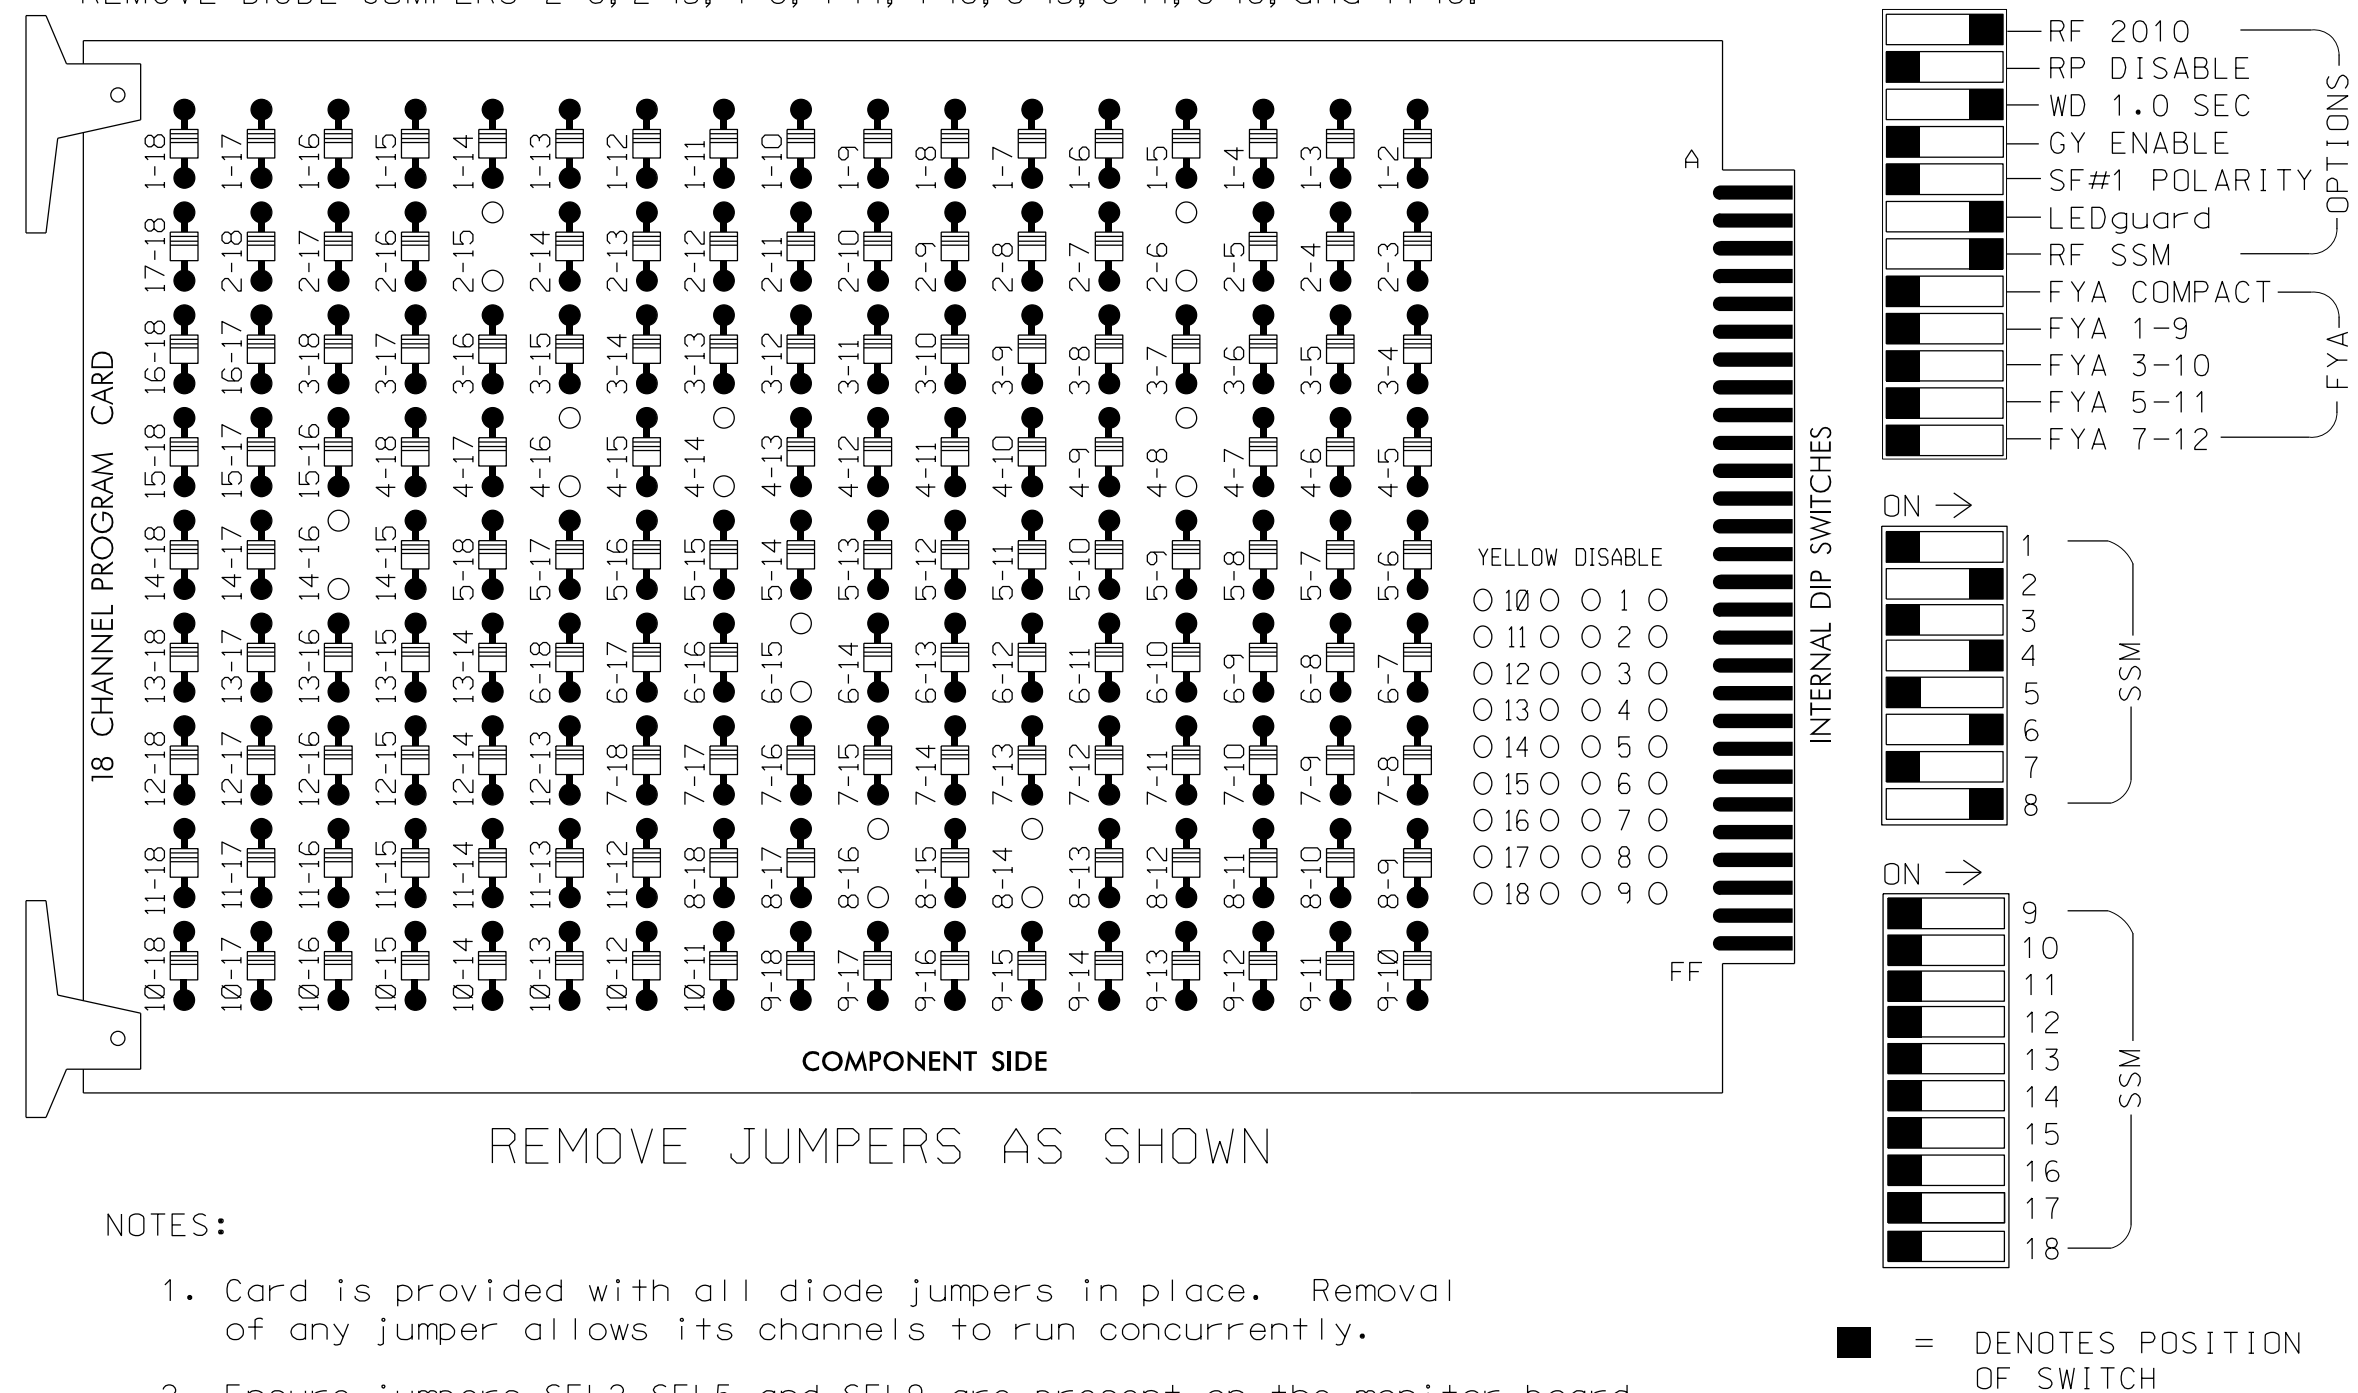 1-18 1-17 1-16 1-15 1-14 1-13 1-12 1-11 1-10 1-9 1-8 1-7 1-6 1-5 1-4 1-3 1-2
17-18 2-18 2-17 2-16 2-15 2-14 2-13 2-12 2-11 2-10 2-9 2-8 2-7 2-6 2-5 2-4 2-3
16-18 16-17 3-18 3-17 3-16 3-15 3-14 3-13 3-12 3-11 3-10 3-9 3-8 3-7 3-6 3-5 3-4
15-18 15-17 15-16 4-18 4-17 4-16 4-15 4-14 4-13 4-12 4-11 4-10 4-9 4-8 4-7 4-6 4-5
14-18 14-17 14-16 14-15 5-18 5-17 5-16 5-15 5-14 5-13 5-12 5-11 5-10 5-9 5-8 5-7 5-6
13-18 13-17 13-16 13-15 13-14 6-18 6-17 6-16 6-15 6-14 6-13 6-12 6-11 6-10 6-9 6-8 6-7
12-18 12-17 12-16 12-15 12-14 12-13 7-18 7-17 7-16 7-15 7-14 7-13 7-12 7-11 7-10 7-9 7-8
11-18 11-17 11-16 11-15 11-14 11-13 11-12 8-18 8-17 8-16 8-15 8-14 8-13 8-12 8-11 8-10 8-9
10-18 10-17 10-16 10-15 10-14 10-13 10-12 10-11 9-18 9-17 9-16 9-15 9-14 9-13 9-12 9-11 9-10
18 CHANNEL PROGRAM CARD
A
FF
YELLOW DISABLE
10 1
11 2
12 3
13 4
14 5
15 6
16 7
17 8
18 9
COMPONENT SIDE
INTERNAL DIP SWITCHES
RF 2010
RP DISABLE
WD 1.0 SEC
GY ENABLE
SF#1 POLARITY
LEDguard
RF SSM
OPTIONS
FYA COMPACT
FYA 1-9
FYA 3-10
FYA 5-11
FYA 7-12
FYA
ON →
1
2
3
4
5
6
7
8
SSM
ON →
9
10
11
12
13
14
15
16
17
18
SSM
REMOVE JUMPERS AS SHOWN
NOTES:
1. Card is provided with all diode jumpers in place. Removal
of any jumper allows its channels to run concurrently.
= DENOTES POSITION
OF SWITCH